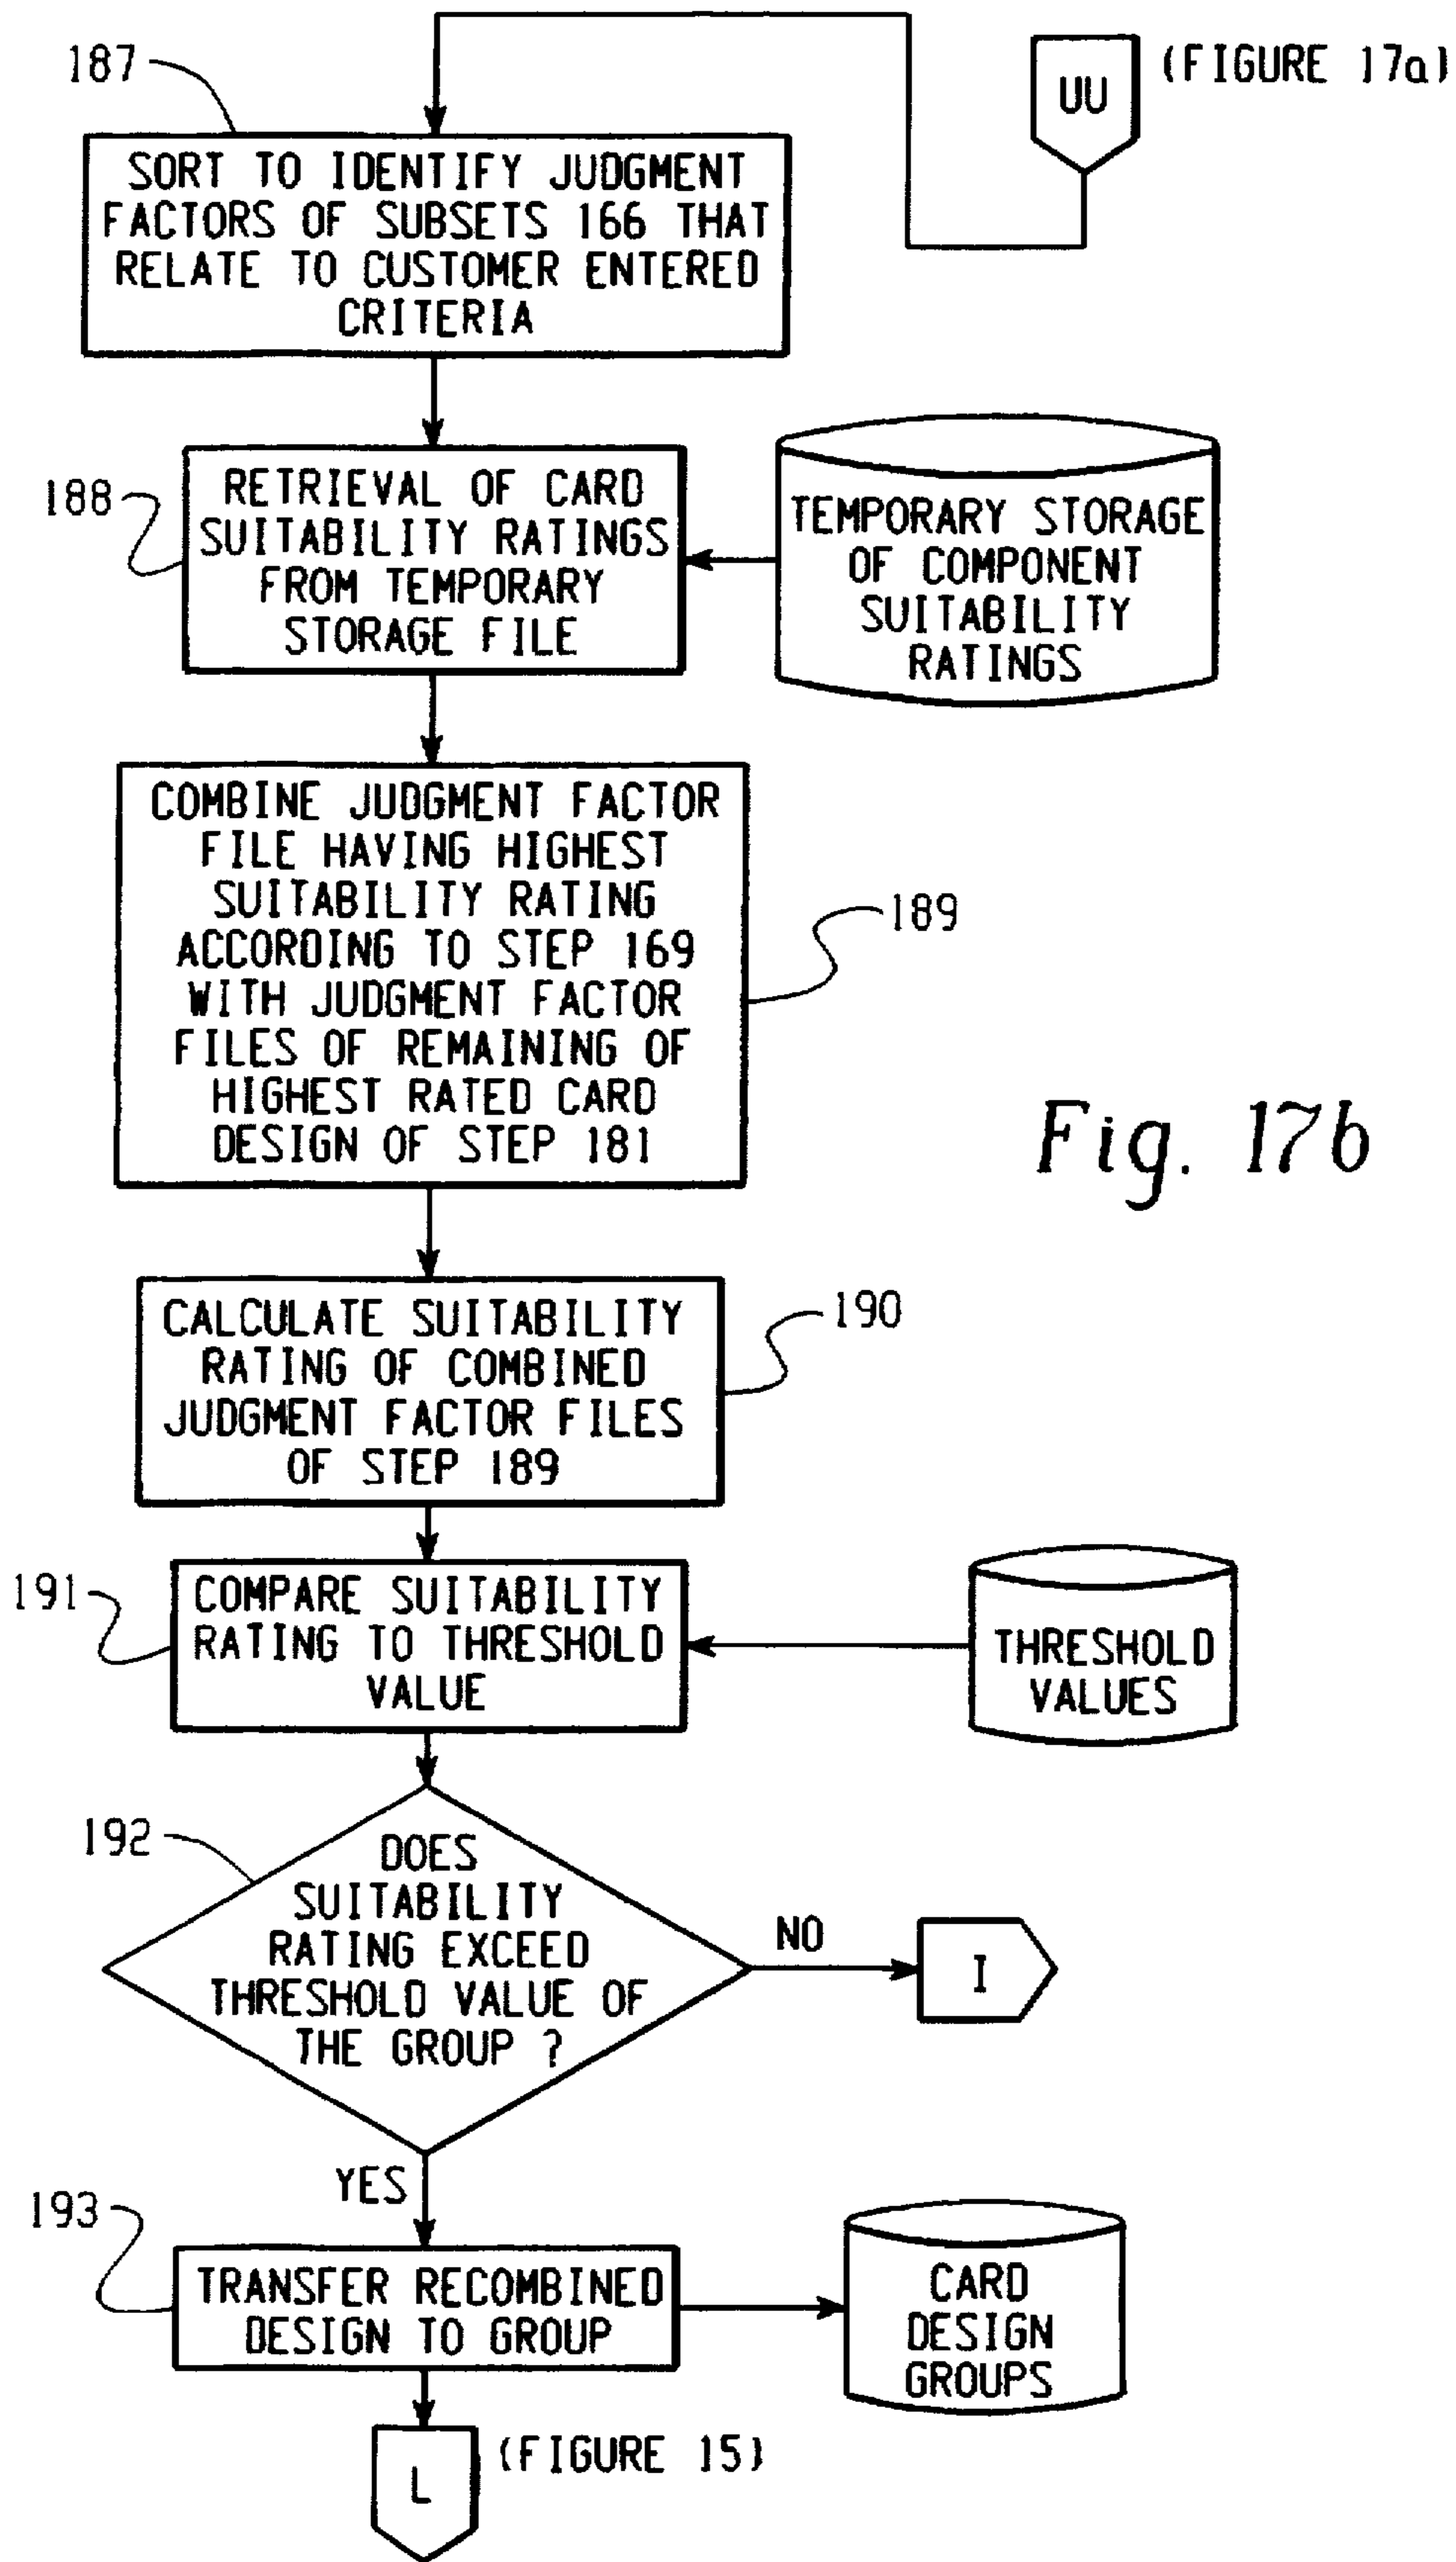 187
UU
(FIGURE 17a)
SORT TO IDENTIFY JUDGMENT
FACTORS OF SUBSETS 166 THAT
RELATE TO CUSTOMER ENTERED
CRITERIA
188
RETRIEVAL OF CARD
SUITABILITY RATINGS
FROM TEMPORARY
STORAGE FILE
TEMPORARY STORAGE
OF COMPONENT
SUITABILITY
RATINGS
COMBINE JUDGMENT FACTOR
FILE HAVING HIGHEST
SUITABILITY RATING
ACCORDING TO STEP 169
WITH JUDGMENT FACTOR
FILES OF REMAINING OF
HIGHEST RATED CARD
DESIGN OF STEP 181
189
Fig. 17b
CALCULATE SUITABILITY
RATING OF COMBINED
JUDGMENT FACTOR FILES
OF STEP 189
190
191
COMPARE SUITABILITY
RATING TO THRESHOLD
VALUE
THRESHOLD
VALUES
192
DOES
SUITABILITY
RATING EXCEED
THRESHOLD VALUE OF
THE GROUP ?
NO
I
YES
193
TRANSFER RECOMBINED
DESIGN TO GROUP
CARD
DESIGN
GROUPS
L
(FIGURE 15)